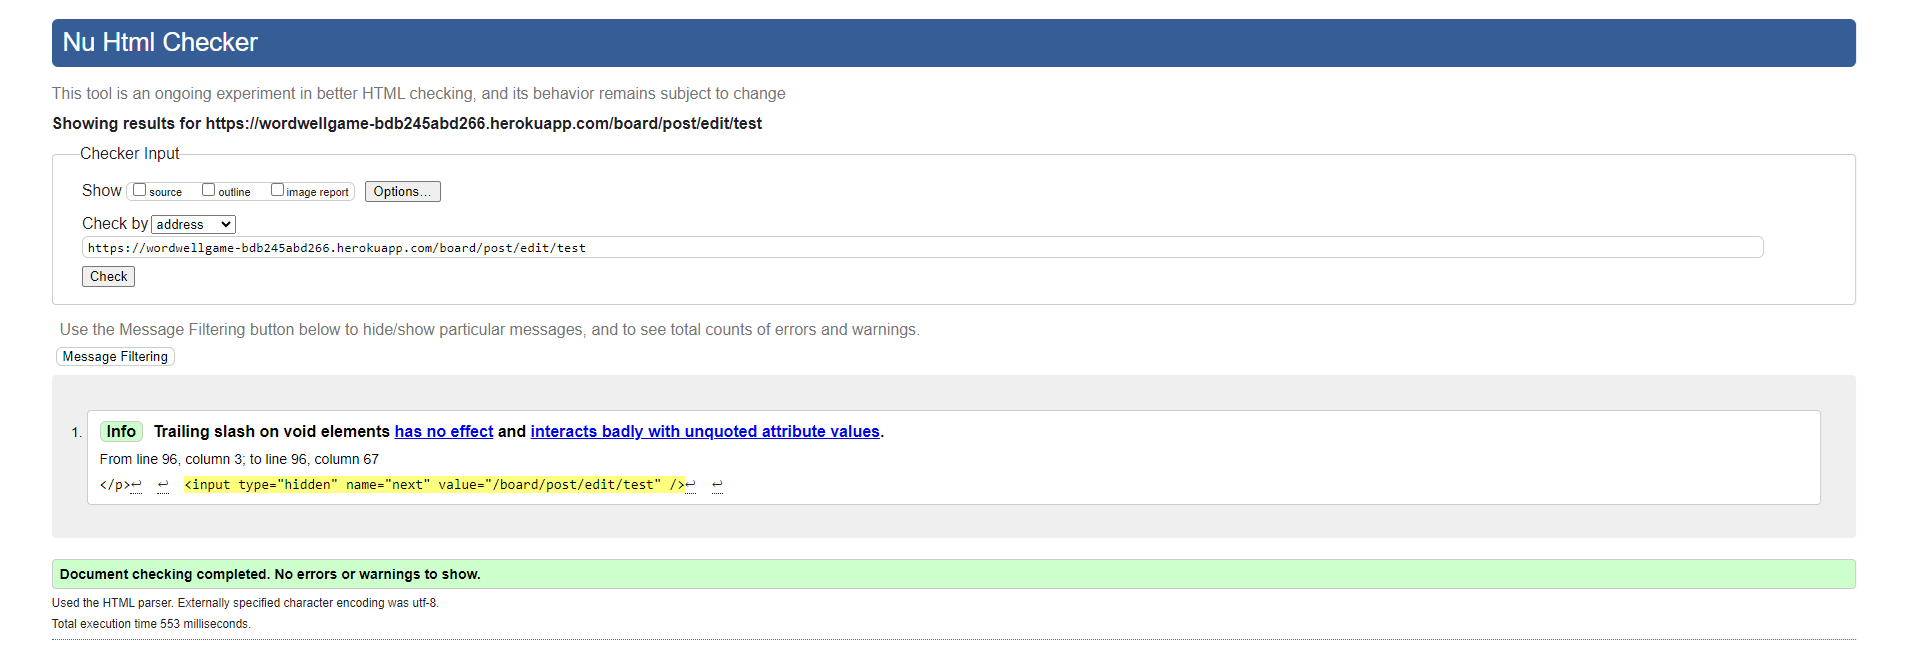 Nu Html Checker
This tool is an ongoing experiment in better HTML checking, and its behavior remains subject to change
Showing results for https://wordwellgame-bdb245abd266.herokuapp.com/board/post/edit/test
Checker Input
Show source outline image report Options...
Check by address
https://wordwellgame-bdb245abd266.herokuapp.com/board/post/edit/test
Check
Use the Message Filtering button below to hide/show particular messages, and to see total counts of errors and warnings.
Message Filtering
1. Info Trailing slash on void elements has no effect and interacts badly with unquoted attribute values.
From line 96, column 3; to line 96, column 67
</p>↩ ↩ <input type="hidden" name="next" value="/board/post/edit/test" />↩ ↩
Document checking completed. No errors or warnings to show.
Used the HTML parser. Externally specified character encoding was utf-8.
Total execution time 553 milliseconds.